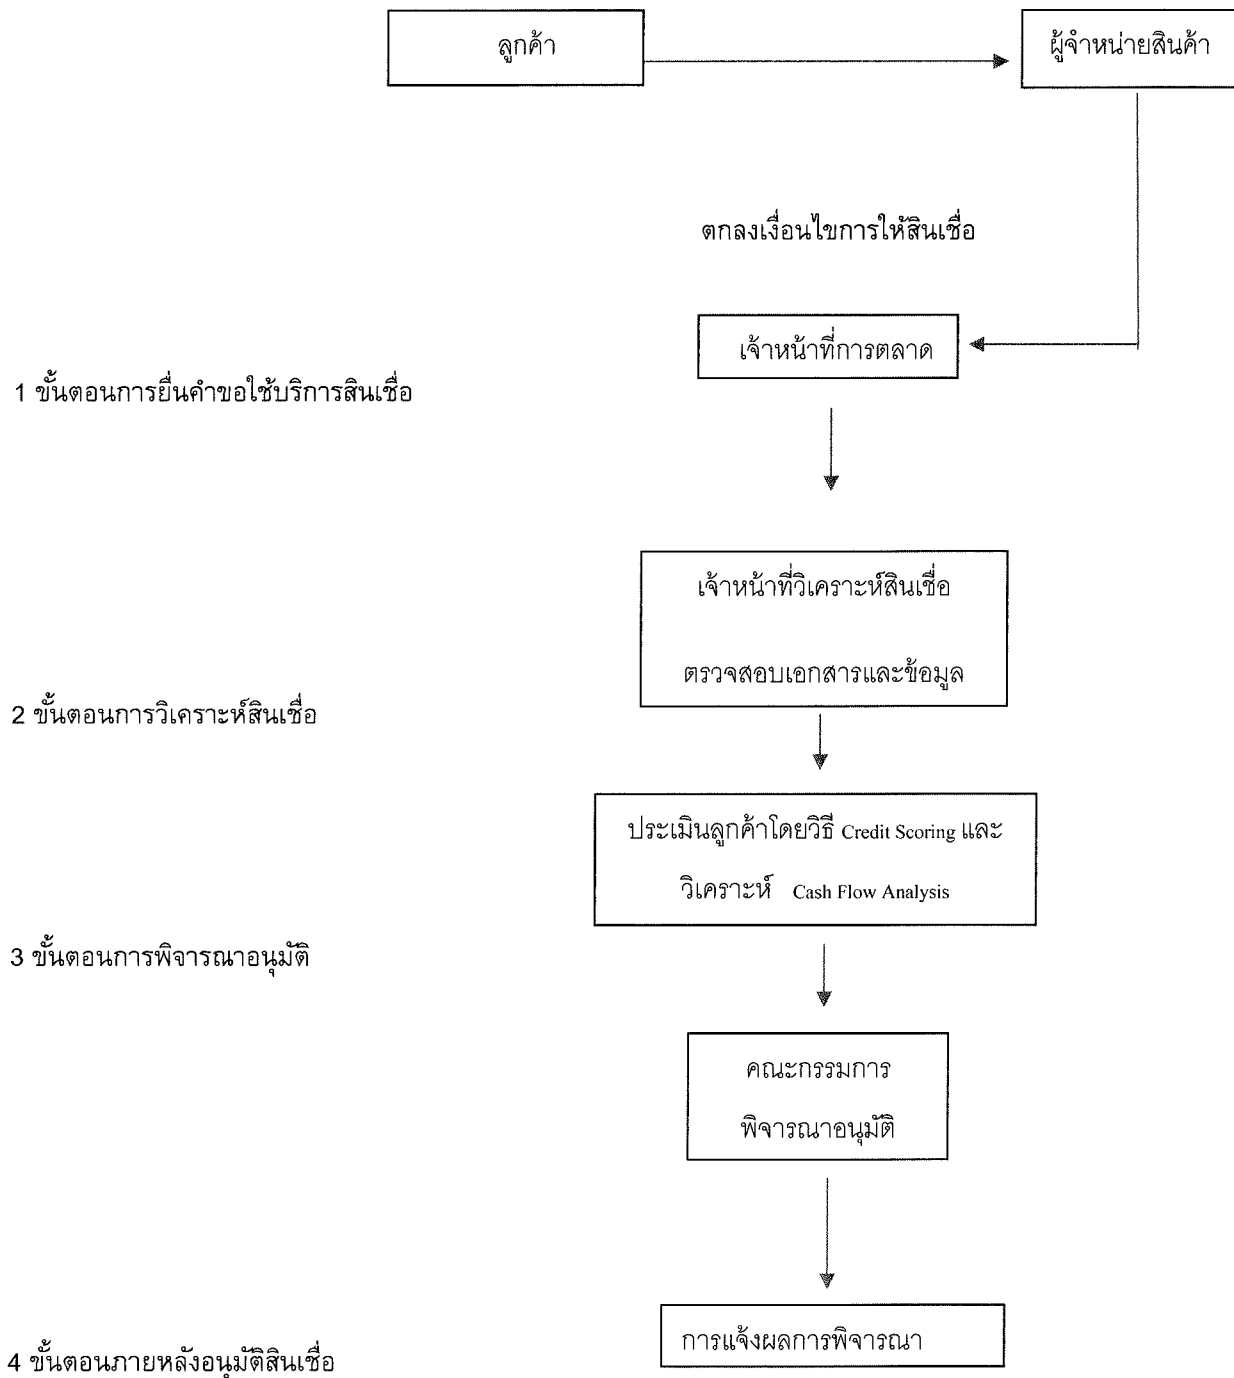 ลูกค้า
ผู้จำหน่ายสินค้า
ตกลงเงื่อนไขการให้สินเชื่อ
เจ้าหน้าที่การตลาด
1 ขั้นตอนการยื่นคำขอใช้บริการสินเชื่อ
เจ้าหน้าที่วิเคราะห์สินเชื่อ
ตรวจสอบเอกสารและข้อมูล
2 ขั้นตอนการวิเคราะห์สินเชื่อ
ประเมินลูกค้าโดยวิธี Credit Scoring และ
วิเคราะห์ Cash Flow Analysis
3 ขั้นตอนการพิจารณาอนุมัติ
คณะกรรมการ
พิจารณาอนุมัติ
การแจ้งผลการพิจารณา
4 ขั้นตอนภายหลังอนุมัติสินเชื่อ